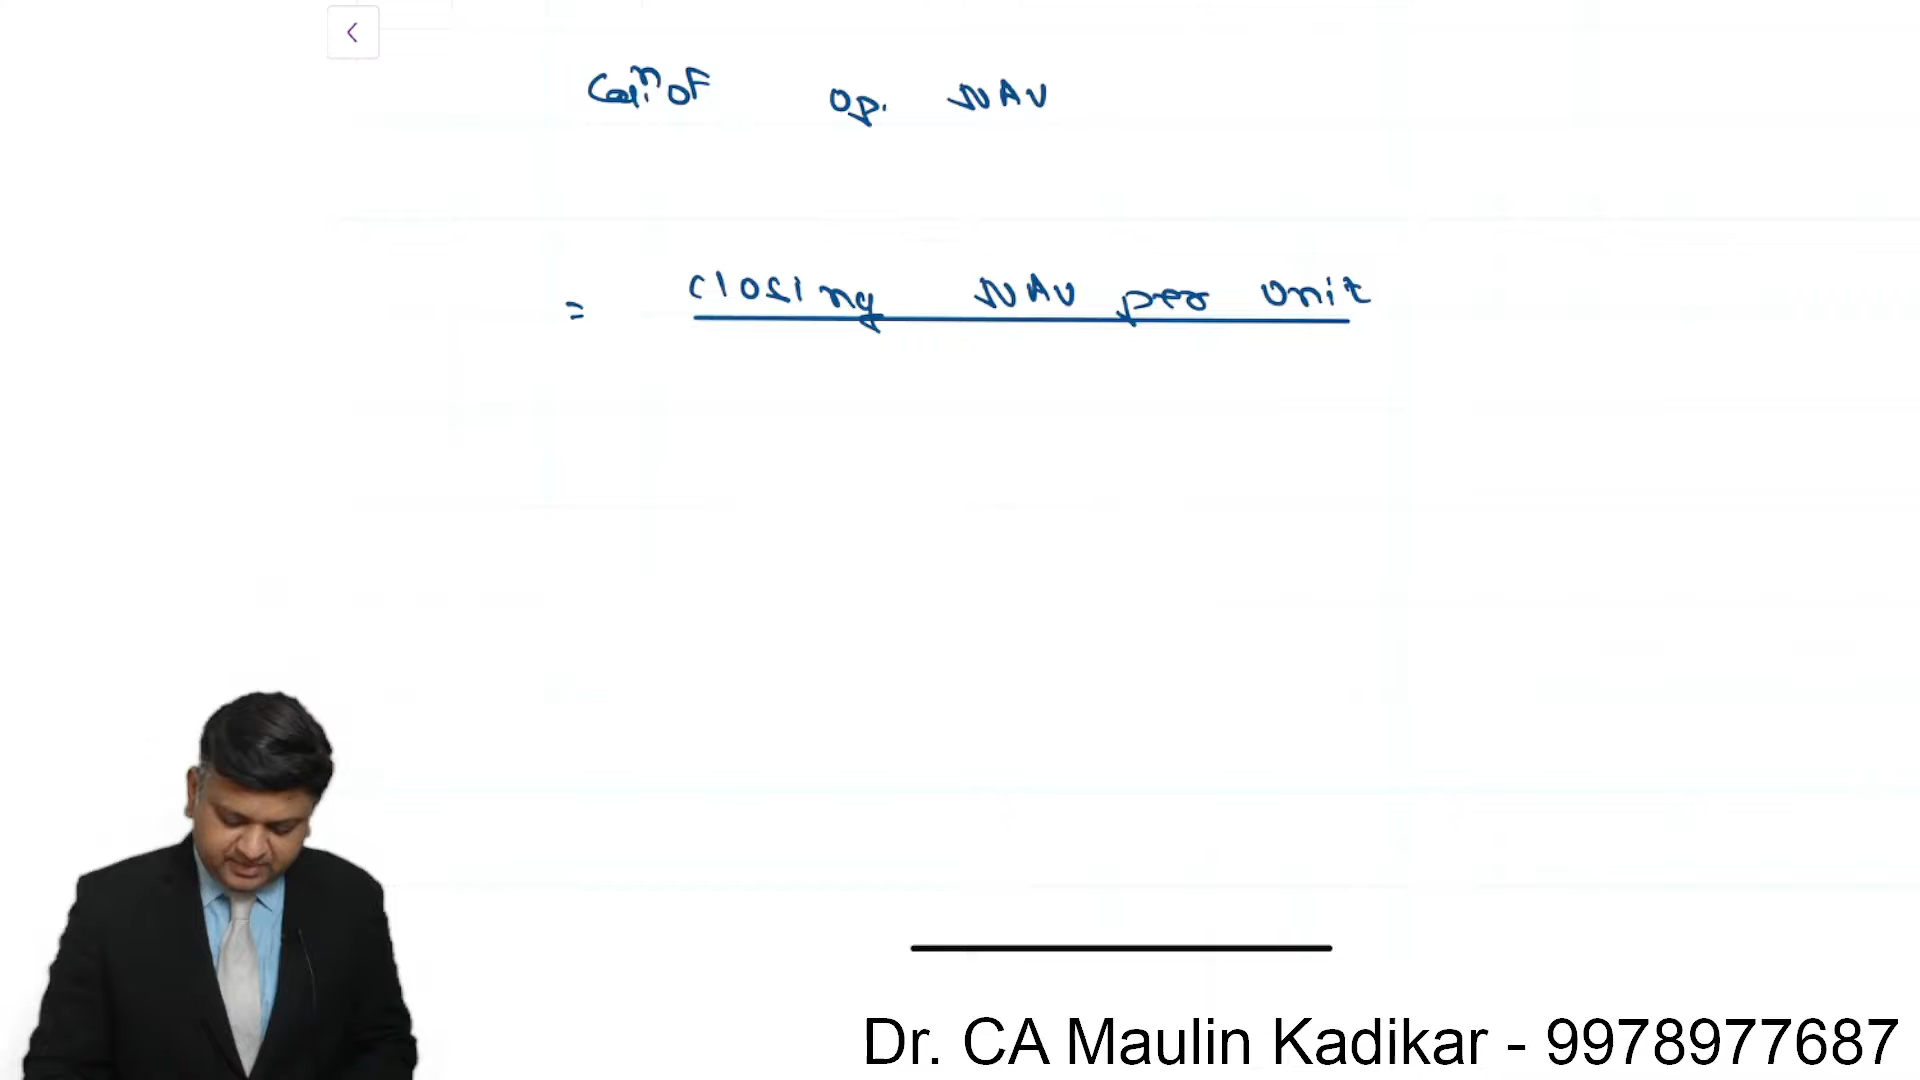 Calⁿ of Op. NAV
= Closing NAV per unit
Dr. CA Maulin Kadikar - 9978977687